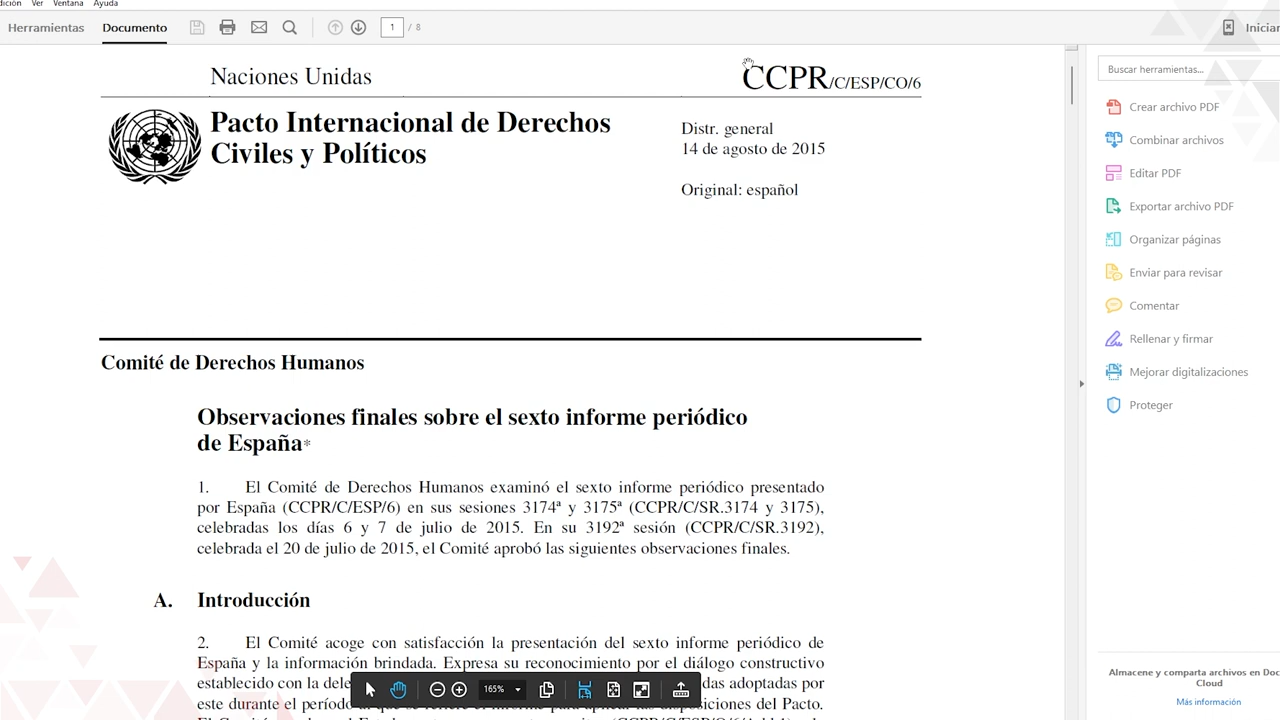 Ver Ventana Ayuda
Herramientas Documento 1 / 8 Iniciar
Buscar herramientas...
Naciones Unidas CCPR/C/ESP/CO/6
Pacto Internacional de Derechos
Civiles y Políticos
Distr. general
14 de agosto de 2015
Original: español
Comité de Derechos Humanos
Observaciones finales sobre el sexto informe periódico
de España*
1. El Comité de Derechos Humanos examinó el sexto informe periódico presentado
por España (CCPR/C/ESP/6) en sus sesiones 3174ª y 3175ª (CCPR/C/SR.3174 y 3175),
celebradas los días 6 y 7 de julio de 2015. En su 3192ª sesión (CCPR/C/SR.3192),
celebrada el 20 de julio de 2015, el Comité aprobó las siguientes observaciones finales.
A. Introducción
2. El Comité acoge con satisfacción la presentación del sexto informe periódico de
España y la información brindada. Expresa su reconocimiento por el diálogo constructivo
establecido con la adoptadas por
este durante el período del Pacto.
165%
Crear archivo PDF
Combinar archivos
Editar PDF
Exportar archivo PDF
Organizar páginas
Enviar para revisar
Comentar
Rellenar y firmar
Mejorar digitalizaciones
Proteger
Almacene y comparta archivos en Doc
Cloud
Más información